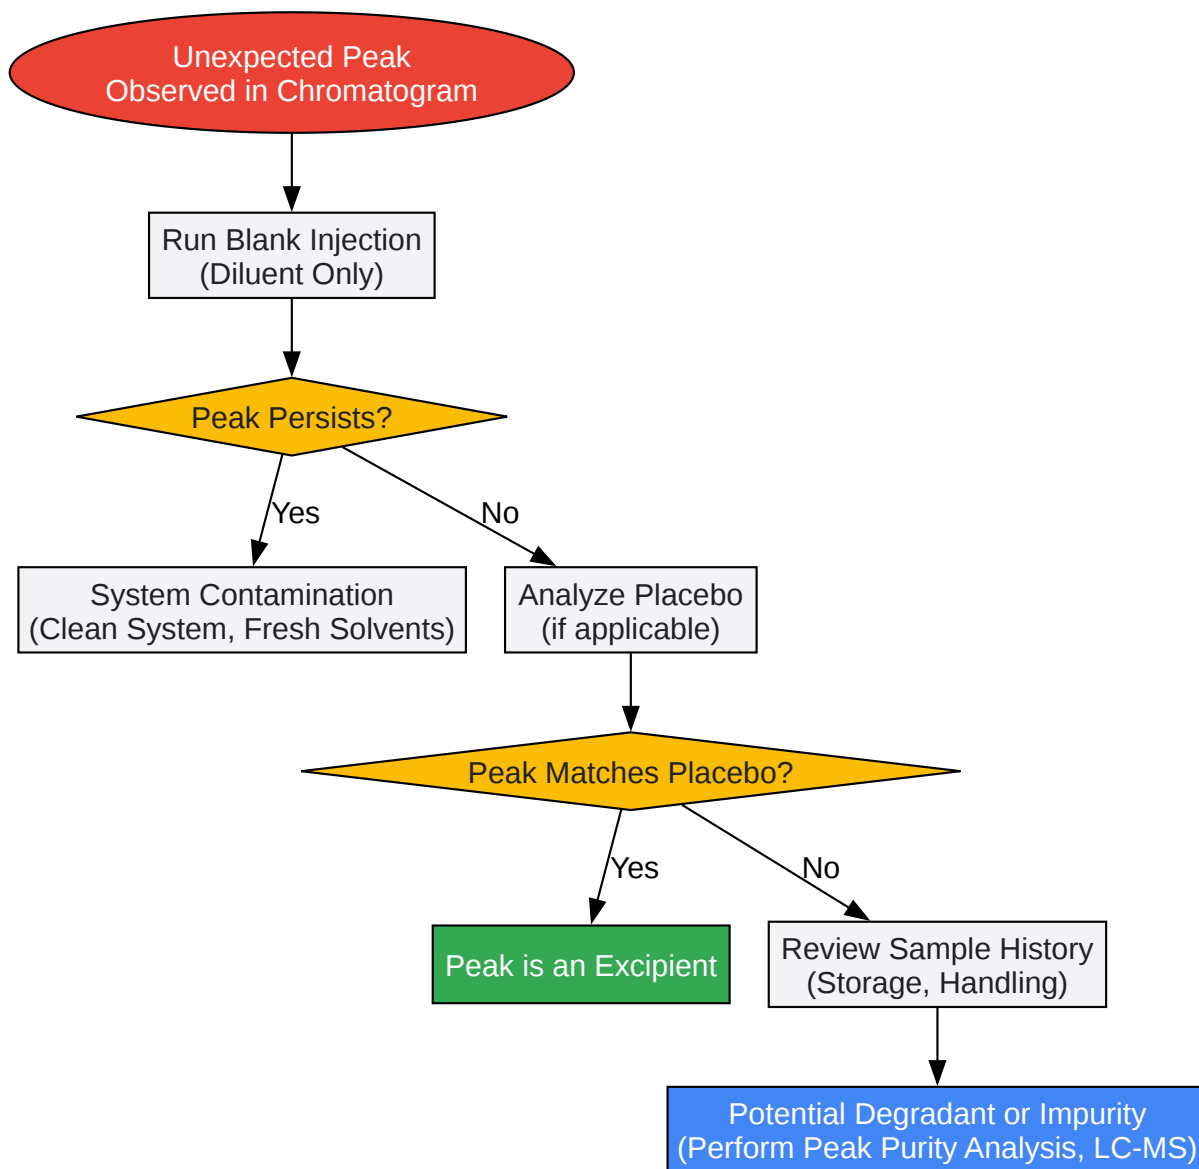 Unexpected Peak
Observed in Chromatogram
Run Blank Injection
(Diluent Only)
Peak Persists?
Yes
No
System Contamination
(Clean System, Fresh Solvents)
Analyze Placebo
(if applicable)
Peak Matches Placebo?
Yes
No
Peak is an Excipient
Review Sample History
(Storage, Handling)
Potential Degradant or Impurity
(Perform Peak Purity Analysis, LC-MS)